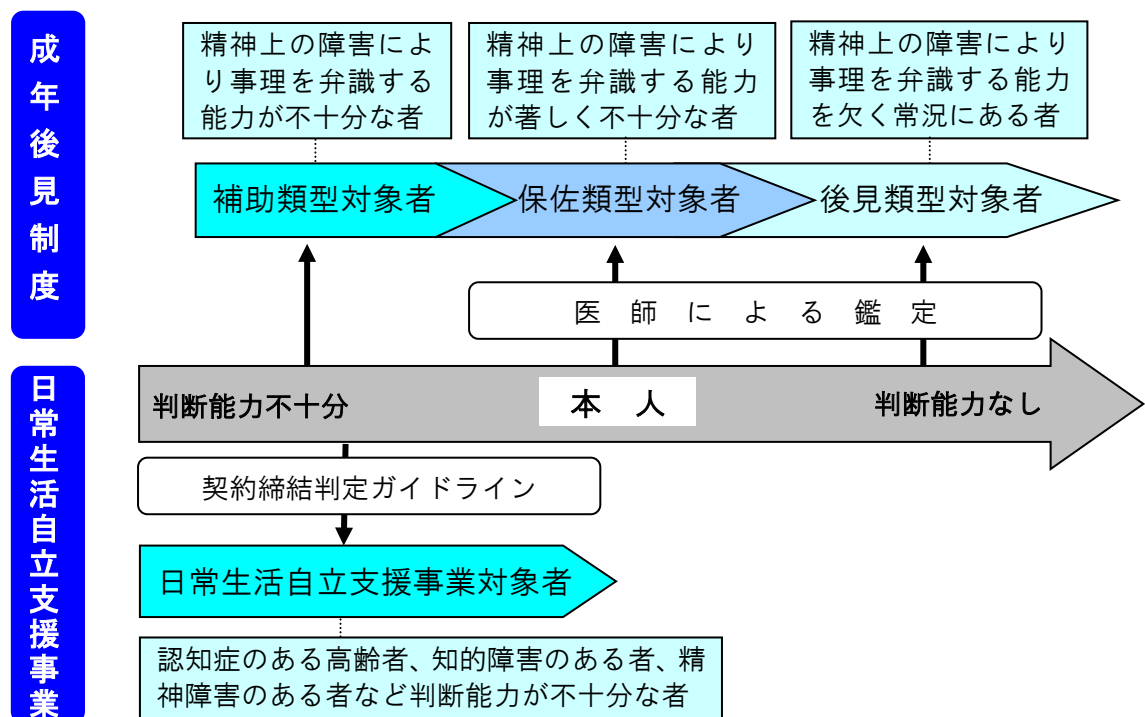 成年後見制度
精神上の障害によ
り事理を弁識する
能力が不十分な者
精神上の障害により
事理を弁識する能力
が著しく不十分な者
精神上の障害により
事理を弁識する能力
を欠く常況にある者
補助類型対象者
保佐類型対象者
後見類型対象者
医師による鑑定
判断能力不十分
本人
判断能力なし
日常生活自立支援事業
契約締結判定ガイドライン
日常生活自立支援事業対象者
認知症のある高齢者、知的障害のある者、精
神障害のある者など判断能力が不十分な者